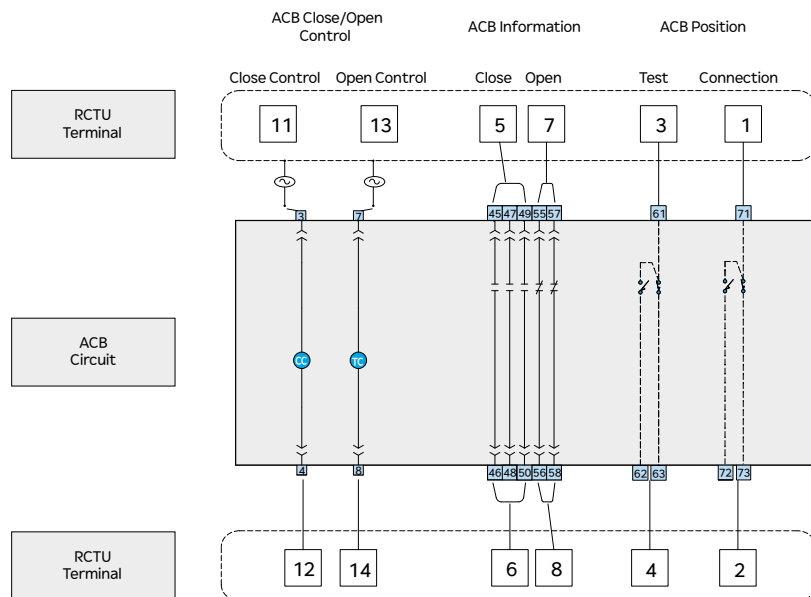 ACB Close/Open
Control
ACB Information
ACB Position
Close Control
Open Control
Close
Open
Test
Connection
RCTU
Terminal
11
13
5
7
3
1
3
7
45
47
49
55
57
61
71
ACB
Circuit
CC
TC
4
8
46
48
50
56
58
62
63
72
73
RCTU
Terminal
12
14
6
8
4
2